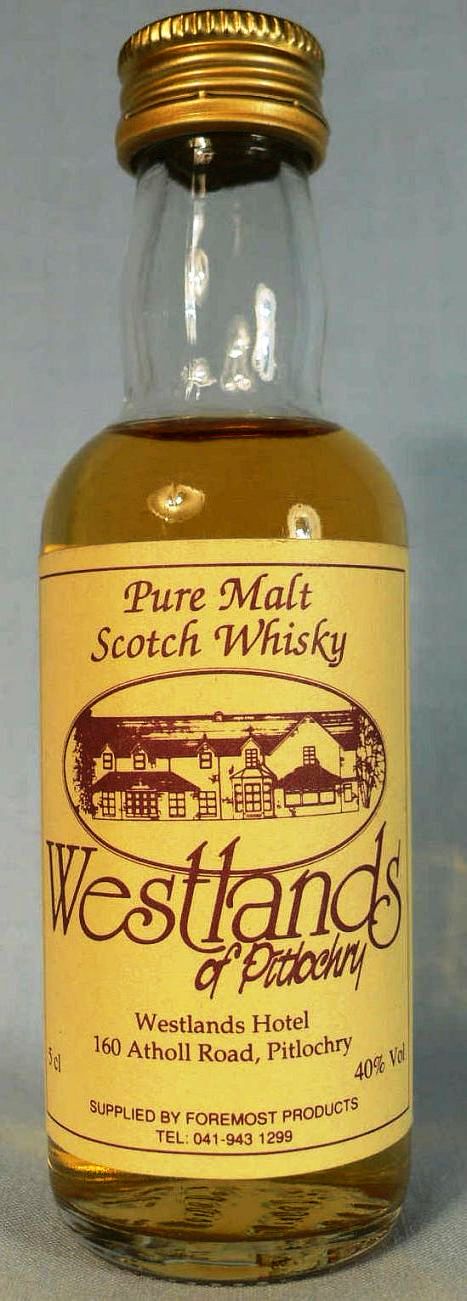 Pure Malt
Scotch Whisky
Westlands
of Pitlochry
Westlands Hotel
160 Atholl Road, Pitlochry
5 cl
40% Vol
SUPPLIED BY FOREMOST PRODUCTS
TEL: 041-943 1299